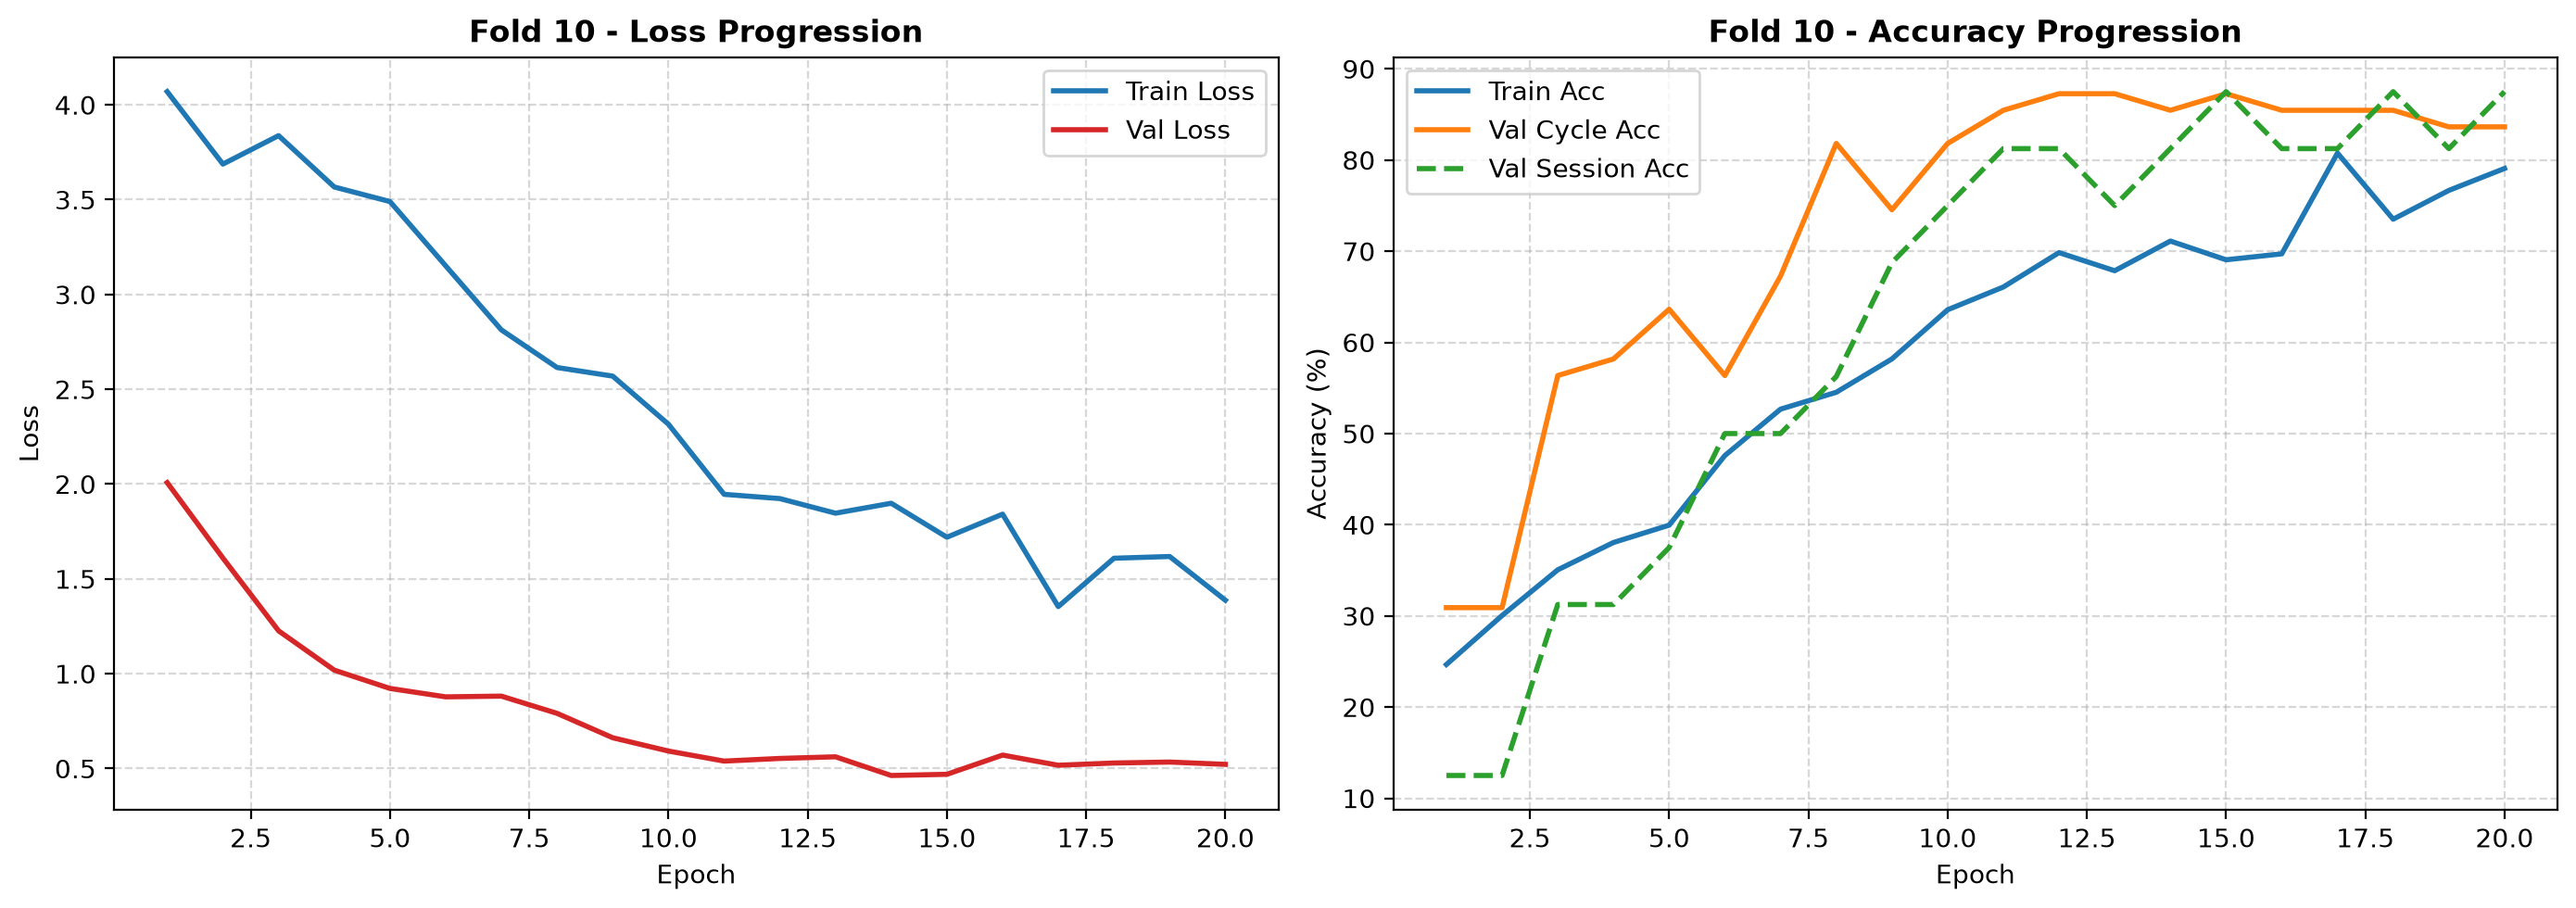 Fold 10 - Loss Progression
Train Loss
Val Loss
4.0
3.5
3.0
2.5
2.0
1.5
1.0
0.5
Loss
2.5 5.0 7.5 10.0 12.5 15.0 17.5 20.0
Epoch
Fold 10 - Accuracy Progression
Train Acc
Val Cycle Acc
Val Session Acc
90
80
70
60
50
40
30
20
10
Accuracy (%)
2.5 5.0 7.5 10.0 12.5 15.0 17.5 20.0
Epoch